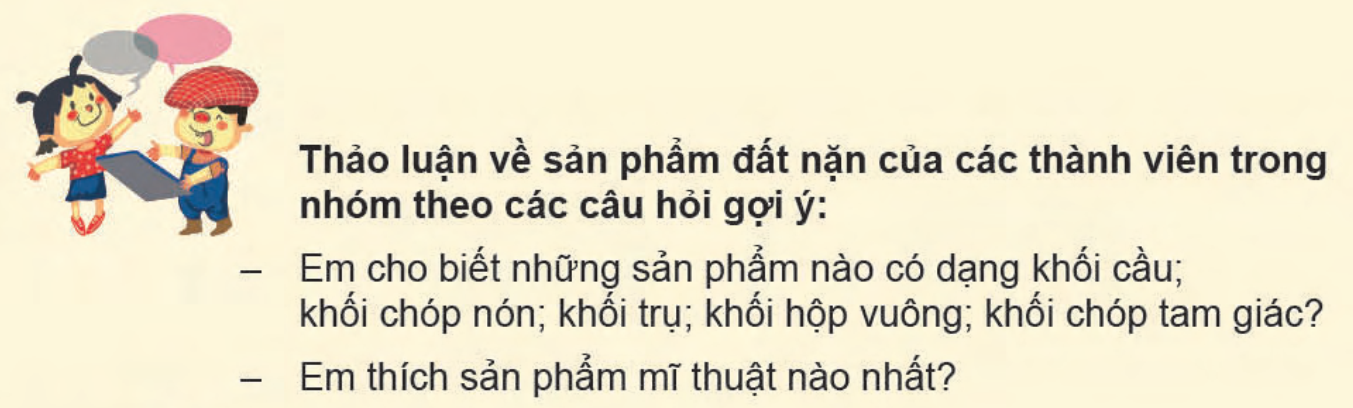 Thảo luận về sản phẩm đất nặn của các thành viên trong
nhóm theo các câu hỏi gợi ý:
– Em cho biết những sản phẩm nào có dạng khối cầu;
khối chóp nón; khối trụ; khối hộp vuông; khối chóp tam giác?
– Em thích sản phẩm mĩ thuật nào nhất?